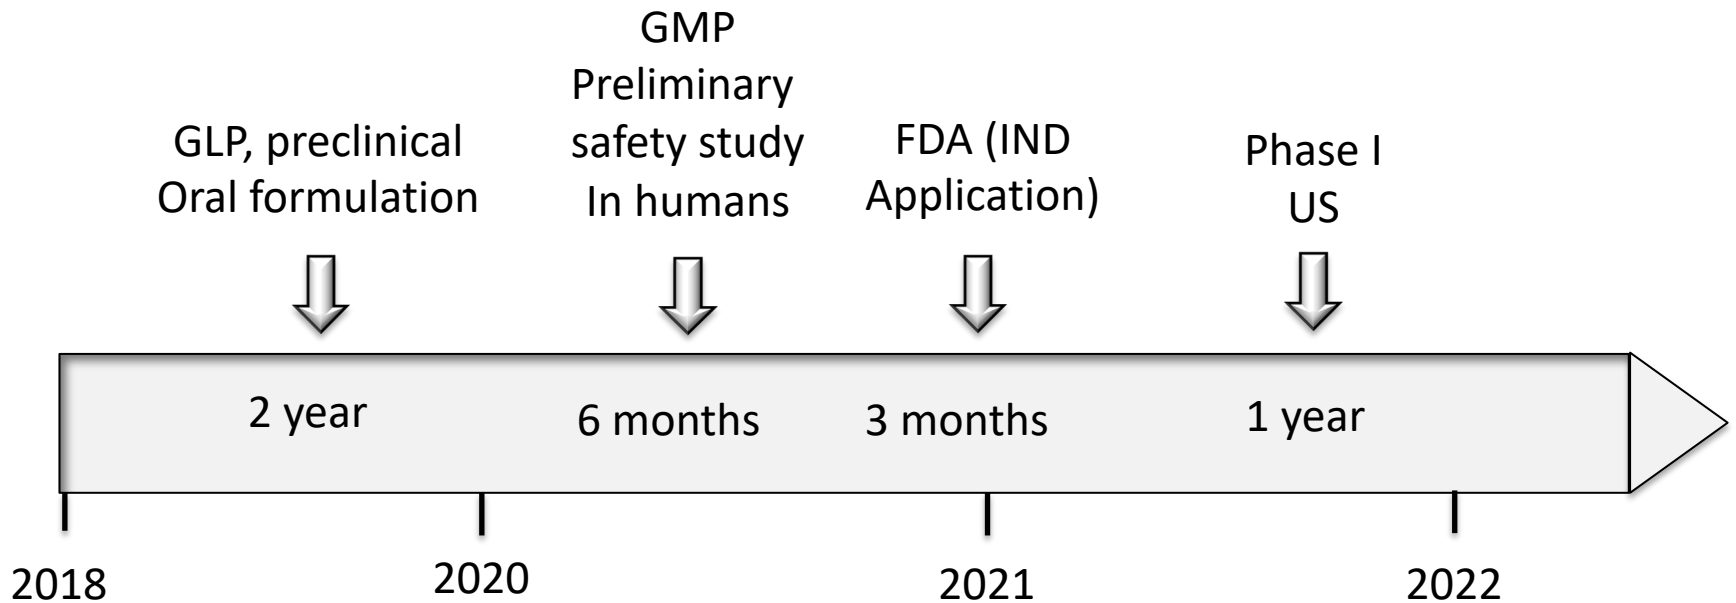 GLP, preclinical
Oral formulation
GMP
Preliminary
safety study
In humans
FDA (IND
Application)
Phase I
US
2 year
6 months
3 months
1 year
2018
2020
2021
2022